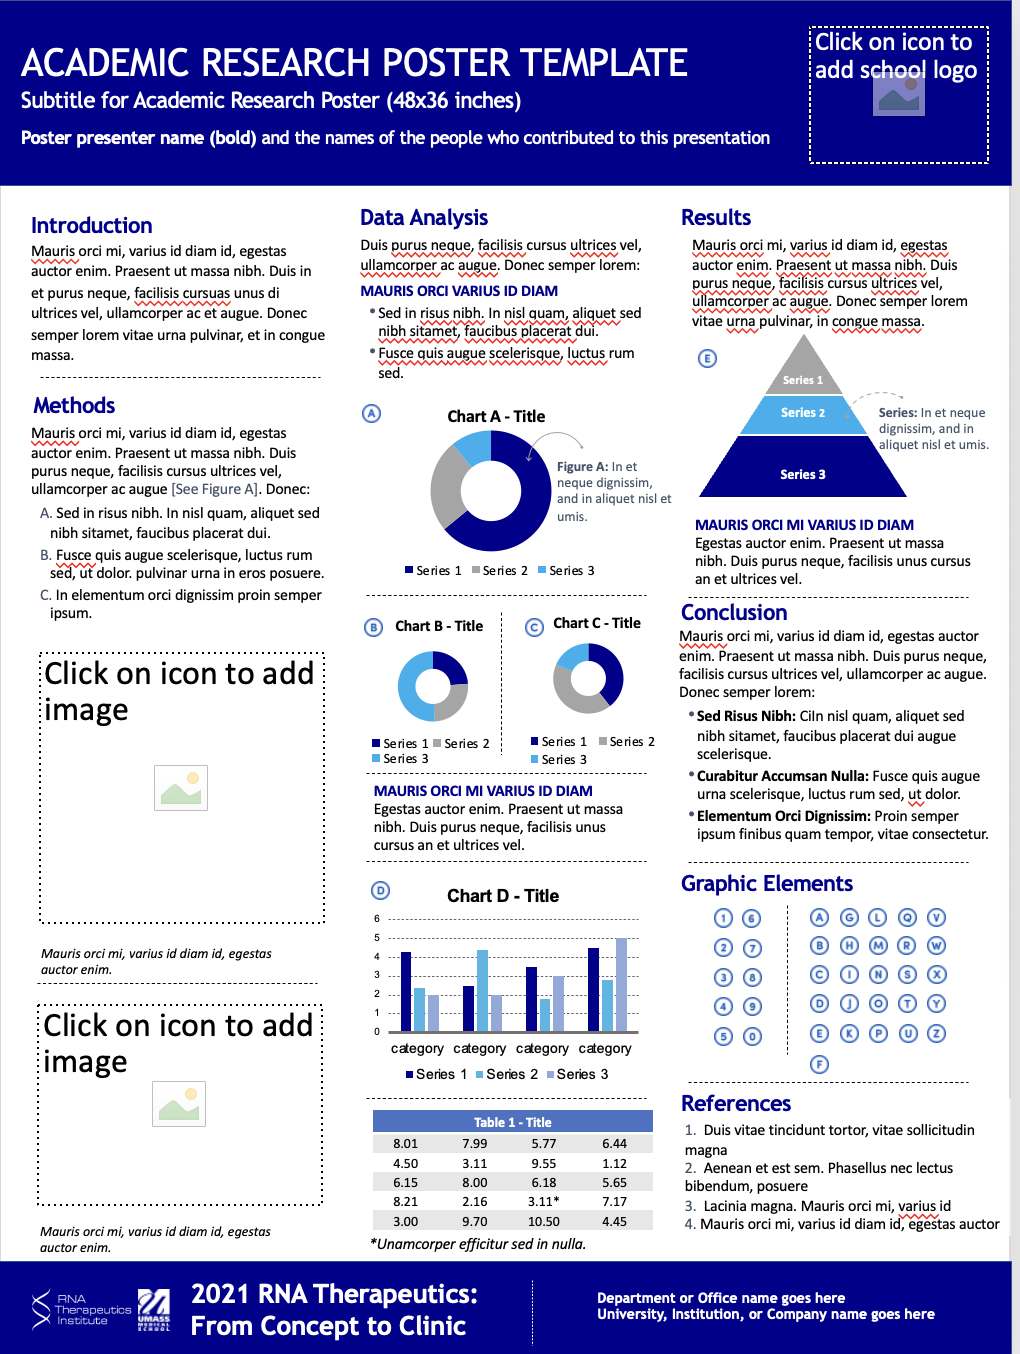 ACADEMIC RESEARCH POSTER TEMPLATE
Subtitle for Academic Research Poster (48x36 inches)
Poster presenter name (bold) and the names of the people who contributed to this presentation
Click on icon to
add school logo
Introduction
Mauris orci mi, varius id diam id, egestas
auctor enim. Praesent ut massa nibh. Duis in
et purus neque, facilisis cursuas unus di
ultrices vel, ullamcorper ac et augue. Donec
semper lorem vitae urna pulvinar, et in congue
massa.
Methods
Mauris orci mi, varius id diam id, egestas
auctor enim. Praesent ut massa nibh. Duis
purus neque, facilisis cursus ultrices vel,
ullamcorper ac augue [See Figure A]. Donec:
A. Sed in risus nibh. In nisl quam, aliquet sed
nibh sitamet, faucibus placerat dui.
B. Fusce quis augue scelerisque, luctus rum
sed, ut dolor. pulvinar urna in eros posuere.
C. In elementum orci dignissim proin semper
ipsum.
Click on icon to add
image
Mauris orci mi, varius id diam id, egestas
auctor enim.
Click on icon to add
image
Mauris orci mi, varius id diam id, egestas
auctor enim.
Data Analysis
Duis purus neque, facilisis cursus ultrices vel,
ullamcorper ac augue. Donec semper lorem:
MAURIS ORCI VARIUS ID DIAM
• Sed in risus nibh. In nisl quam, aliquet sed
nibh sitamet, faucibus placerat dui.
• Fusce quis augue scelerisque, luctus rum
sed.
A
Chart A - Title
Figure A: In et
neque dignissim,
and in aliquet nisl et
umis.
Series 1 Series 2 Series 3
B
Chart B - Title
Series 1 Series 2
Series 3
C
Chart C - Title
Series 1 Series 2
Series 3
MAURIS ORCI MI VARIUS ID DIAM
Egestas auctor enim. Praesent ut massa
nibh. Duis purus neque, facilisis unus
cursus an et ultrices vel.
D
Chart D - Title
6
5
4
3
2
1
0
category category category category
Series 1 Series 2 Series 3
Table 1 - Title
8.01 7.99 5.77 6.44
4.50 3.11 9.55 1.12
6.15 8.00 6.18 5.65
8.21 2.16 3.11* 7.17
3.00 9.70 10.50 4.45
*Unamcorper efficitur sed in nulla.
Results
Mauris orci mi, varius id diam id, egestas
auctor enim. Praesent ut massa nibh. Duis
purus neque, facilisis cursus ultrices vel,
ullamcorper ac augue. Donec semper lorem
vitae urna pulvinar, in congue massa.
E
Series 1
Series 2
Series 3
Series: In et neque
dignissim, and in
aliquet nisl et umis.
MAURIS ORCI MI VARIUS ID DIAM
Egestas auctor enim. Praesent ut massa
nibh. Duis purus neque, facilisis unus cursus
an et ultrices vel.
Conclusion
Mauris orci mi, varius id diam id, egestas auctor
enim. Praesent ut massa nibh. Duis purus neque,
facilisis cursus ultrices vel, ullamcorper ac augue.
Donec semper lorem:
• Sed Risus Nibh: CiIn nisl quam, aliquet sed
nibh sitamet, faucibus placerat dui augue
scelerisque.
• Curabitur Accumsan Nulla: Fusce quis augue
urna scelerisque, luctus rum sed, ut dolor.
• Elementum Orci Dignissim: Proin semper
ipsum finibus quam tempor, vitae consectetur.
Graphic Elements
1 6
2 7
3 8
4 9
5 0
A G L Q V
B H M R W
C I N S X
D J O T Y
E K P U Z
F
References
1. Duis vitae tincidunt tortor, vitae sollicitudin
magna
2. Aenean et est sem. Phasellus nec lectus
bibendum, posuere
3. Lacinia magna. Mauris orci mi, varius id
4. Mauris orci mi, varius id diam id, egestas auctor
RNA
Therapeutics
Institute
UMASS
MEDICAL
SCHOOL
2021 RNA Therapeutics:
From Concept to Clinic
Department or Office name goes here
University, Institution, or Company name goes here